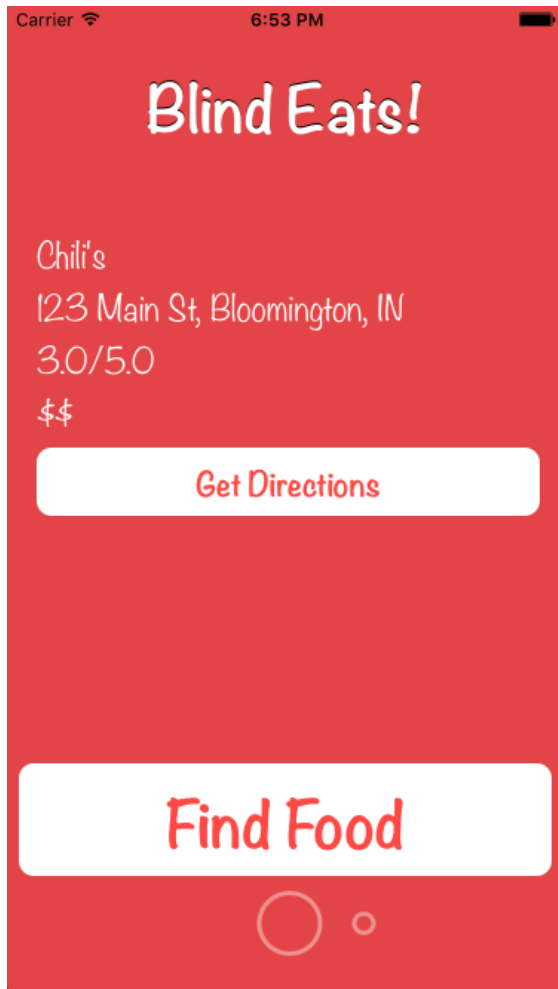 Carrier 6:53 PM
Blind Eats!
Chili's
123 Main St, Bloomington, IN
3.0/5.0
$$
Get Directions
Find Food